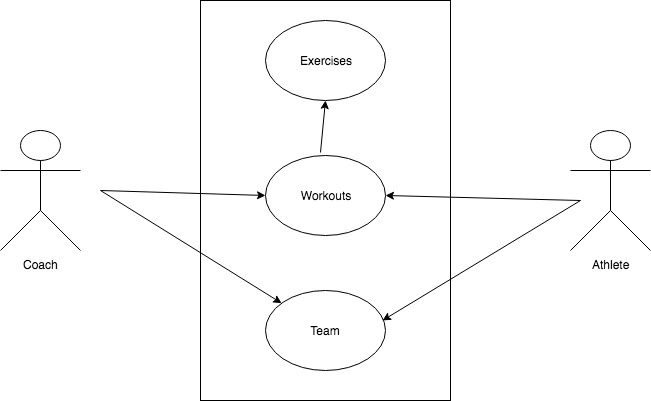 Exercises
Workouts
Coach
Athlete
Team